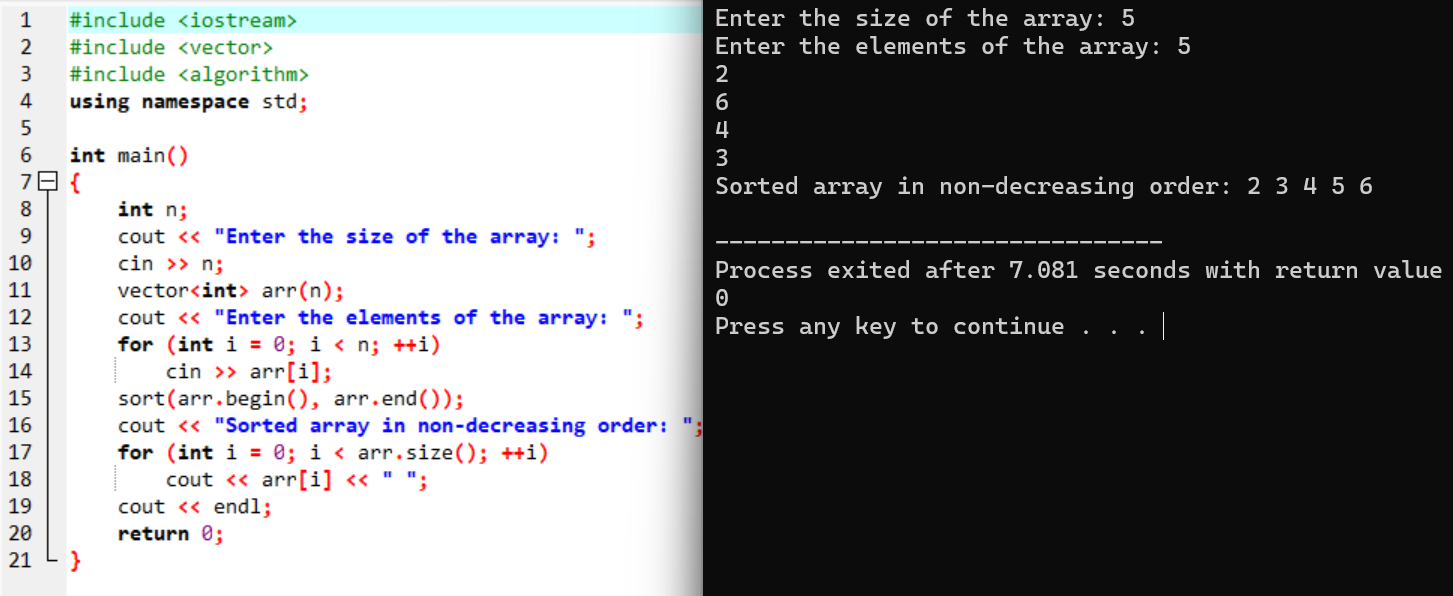 1 #include <iostream>
2 #include <vector>
3 #include <algorithm>
4 using namespace std;
5
6 int main()
7 {
8     int n;
9     cout << "Enter the size of the array: ";
10     cin >> n;
11     vector<int> arr(n);
12     cout << "Enter the elements of the array: ";
13     for (int i = 0; i < n; ++i)
14         cin >> arr[i];
15     sort(arr.begin(), arr.end());
16     cout << "Sorted array in non-decreasing order: ";
17     for (int i = 0; i < arr.size(); ++i)
18         cout << arr[i] << " ";
19     cout << endl;
20     return 0;
21 }
Enter the size of the array: 5
Enter the elements of the array: 5
2
6
4
3
Sorted array in non-decreasing order: 2 3 4 5 6

--------------------------------
Process exited after 7.081 seconds with return value
0
Press any key to continue . . .